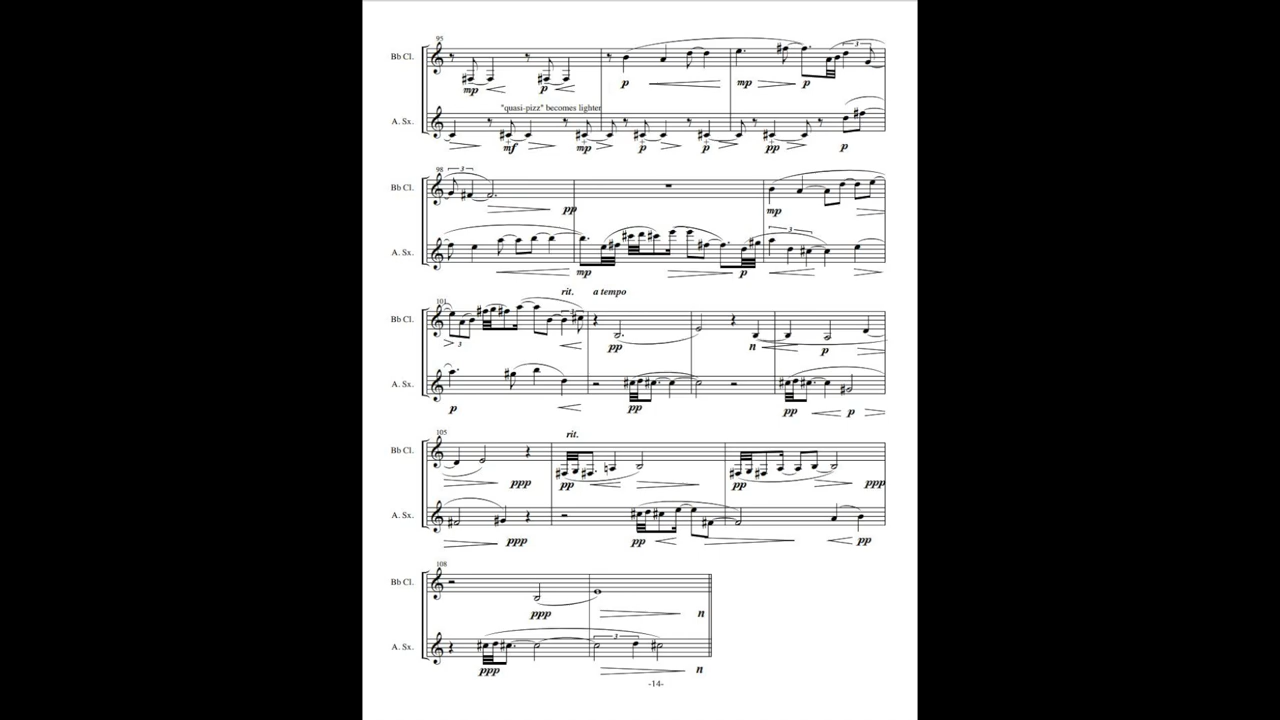 95
Bb Cl.
3
mp p p mp p
"quasi-pizz" becomes lighter
A. Sx.
mf mp p p pp p
98
3
Bb Cl.
pp mp
3
A. Sx.
mp p
rit. a tempo
101
Bb Cl.
3
3
pp n p
A. Sx.
p pp pp p
105
rit.
Bb Cl.
ppp pp pp ppp
A. Sx.
ppp pp pp
108
Bb Cl.
ppp n
3
A. Sx.
ppp n
-14-